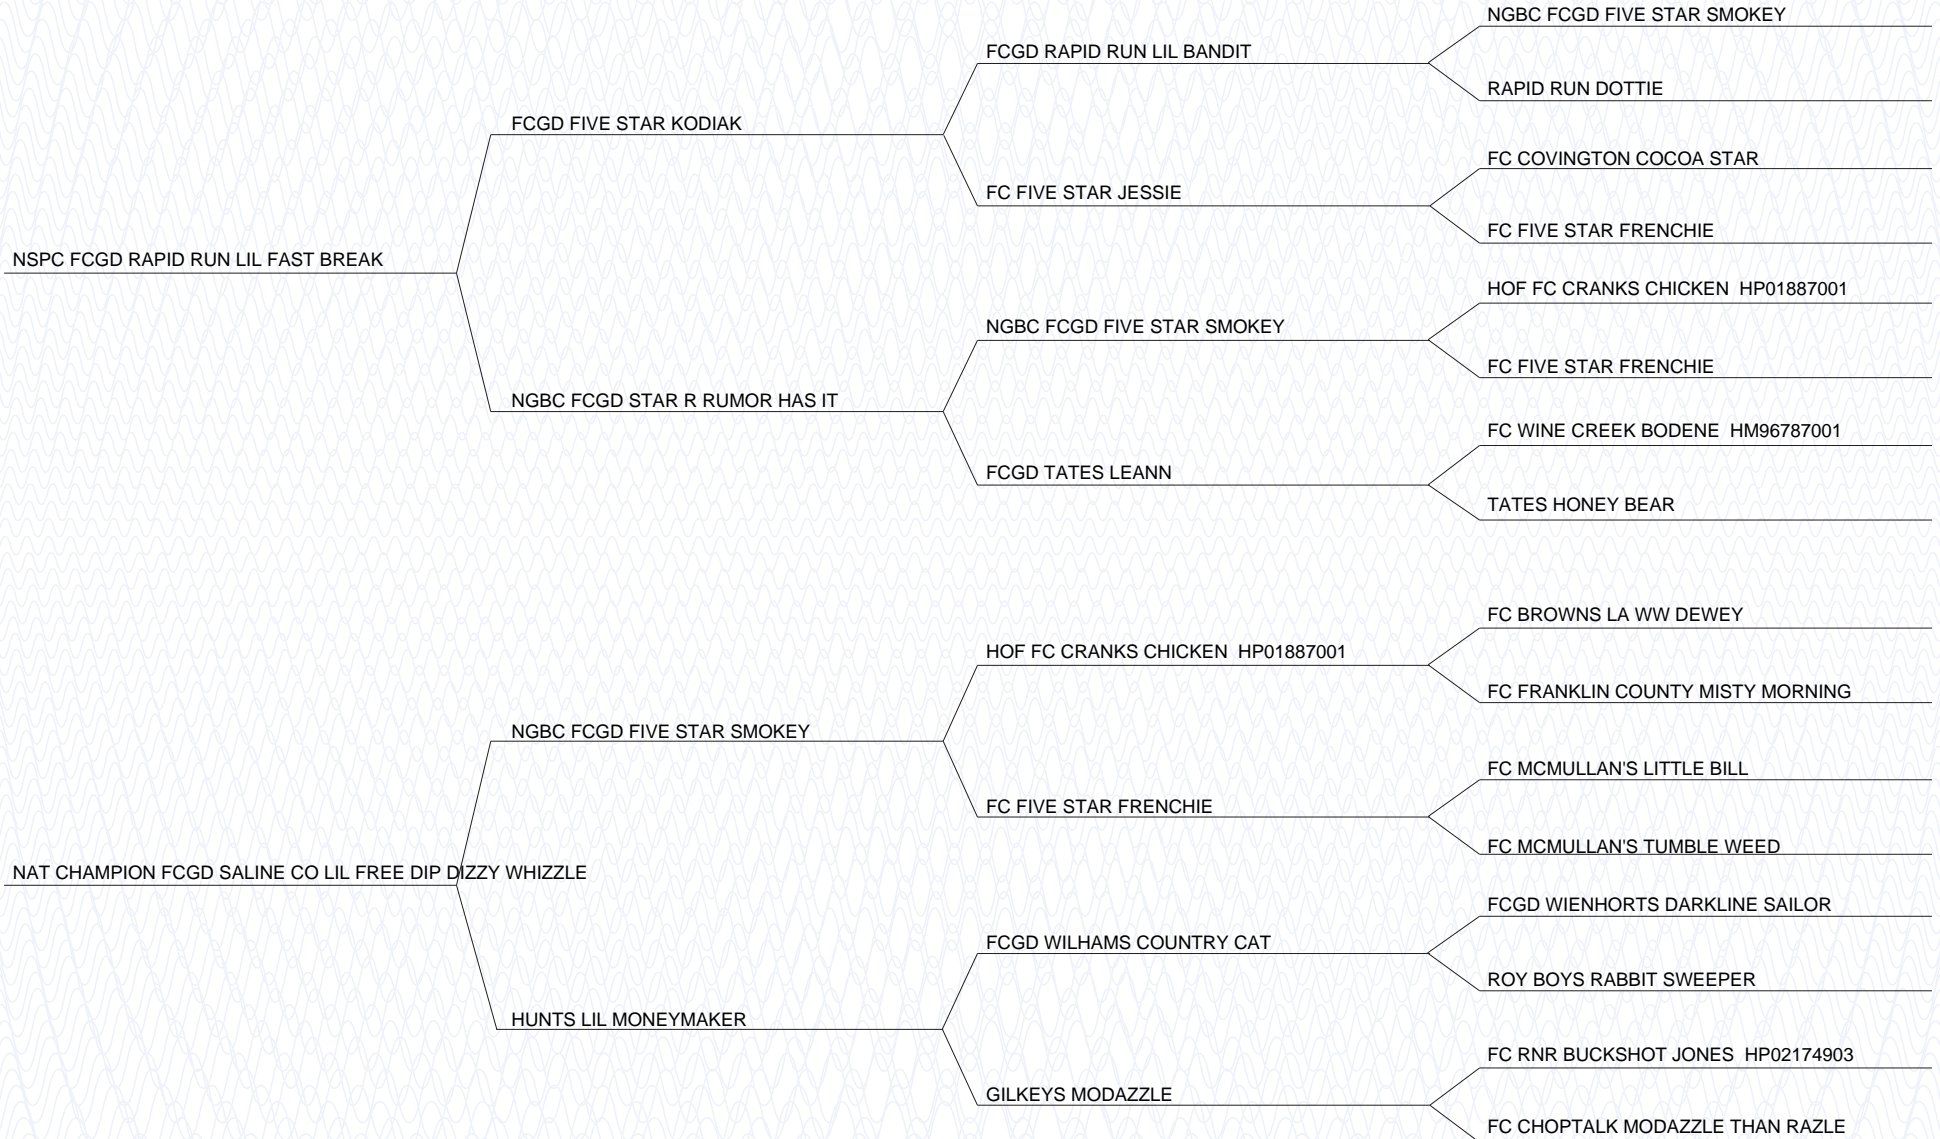 NGBC FCGD FIVE STAR SMOKEY
FCGD RAPID RUN LIL BANDIT
RAPID RUN DOTTIE
FCGD FIVE STAR KODIAK
FC COVINGTON COCOA STAR
FC FIVE STAR JESSIE
FC FIVE STAR FRENCHIE
NSPC FCGD RAPID RUN LIL FAST BREAK
HOF FC CRANKS CHICKEN HP01887001
NGBC FCGD FIVE STAR SMOKEY
FC FIVE STAR FRENCHIE
NGBC FCGD STAR R RUMOR HAS IT
FC WINE CREEK BODENE HM96787001
FCGD TATES LEANN
TATES HONEY BEAR
FC BROWNS LA WW DEWEY
HOF FC CRANKS CHICKEN HP01887001
FC FRANKLIN COUNTY MISTY MORNING
NGBC FCGD FIVE STAR SMOKEY
FC MCMULLAN'S LITTLE BILL
FC FIVE STAR FRENCHIE
FC MCMULLAN'S TUMBLE WEED
NAT CHAMPION FCGD SALINE CO LIL FREE DIP DIZZY WHIZZLE
FCGD WIENHORTS DARKLINE SAILOR
FCGD WILHAMS COUNTRY CAT
ROY BOYS RABBIT SWEEPER
HUNTS LIL MONEYMAKER
FC RNR BUCKSHOT JONES HP02174903
GILKEYS MODAZZLE
FC CHOPTALK MODAZZLE THAN RAZLE